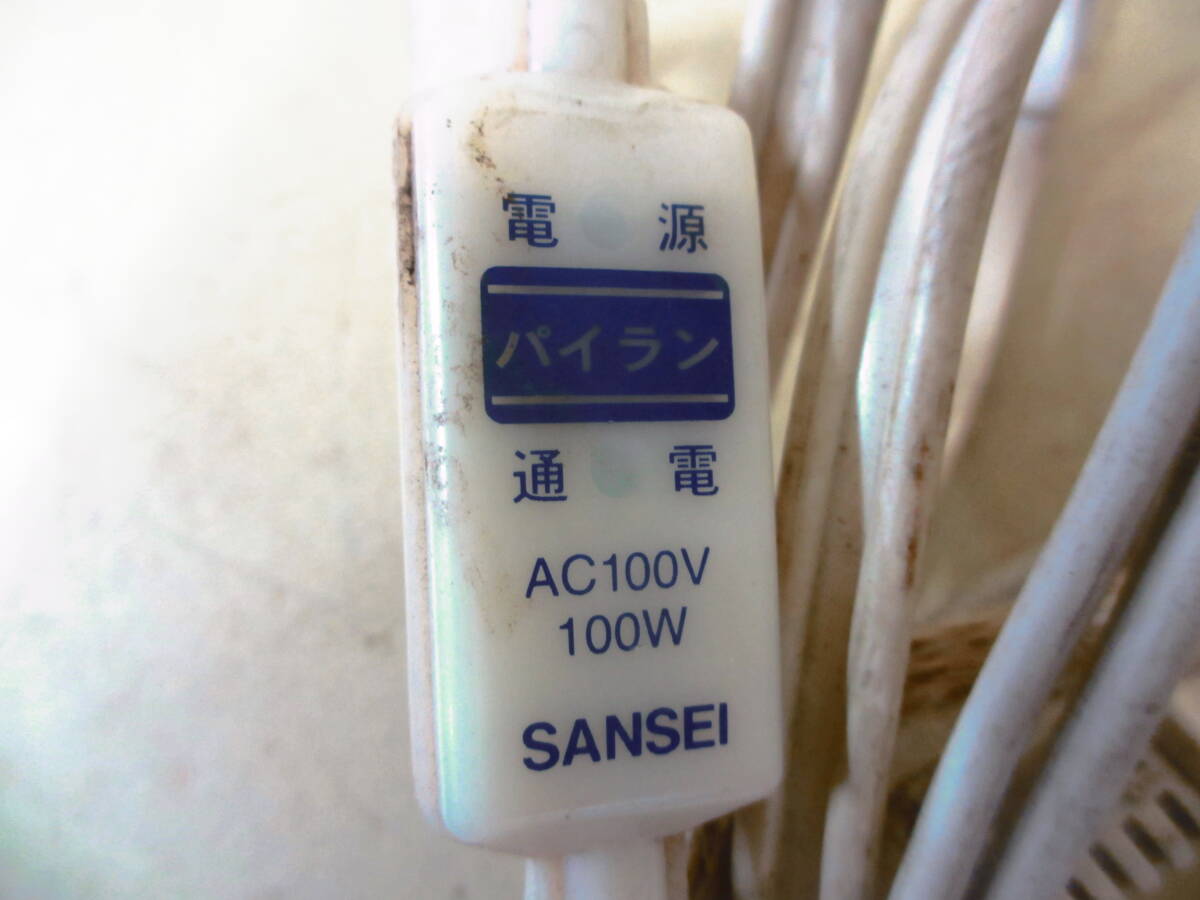 電 源
パイラン
通 電
AC100V
100W
SANSEI